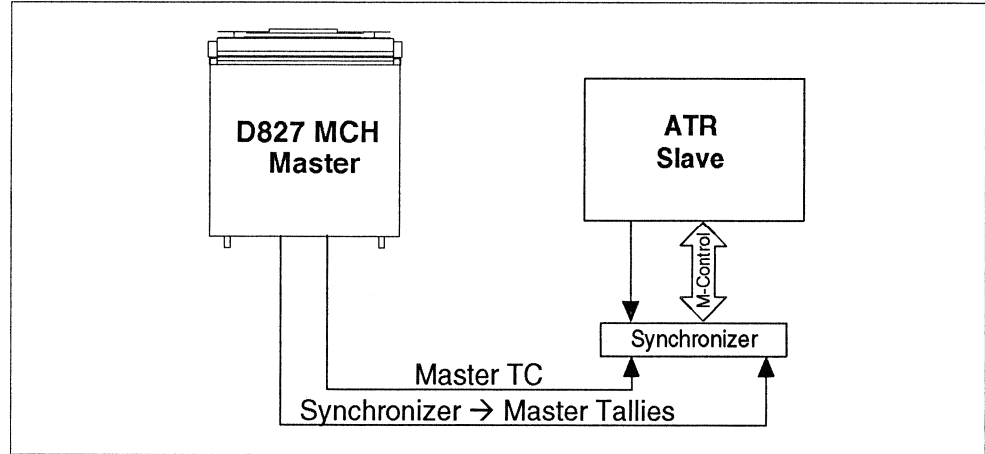 D827 MCH
Master
ATR
Slave
M-Control
Synchronizer
Master TC
Synchronizer → Master Tallies